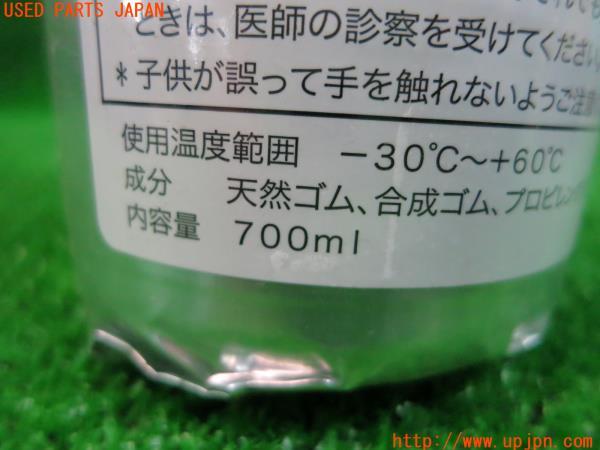 USED PARTS JAPAN
ときは、医師の診察を受けてください
*子供が誤って手を触れないようご注意
使用温度範囲 －30℃～+60℃
成分 天然ゴム、合成ゴム、プロピレン
内容量 700ml
http://www.upjpn.com/